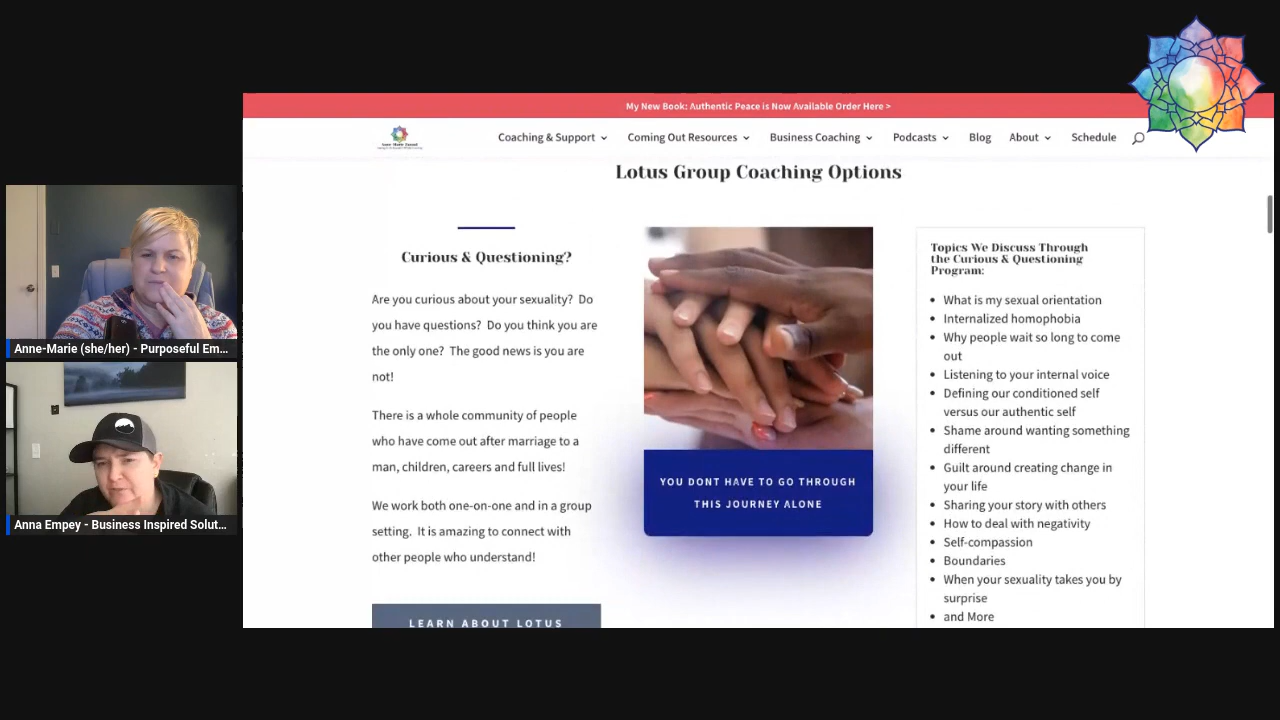 My New Book: Authentic Peace is Now Available Order Here >
Coaching & Support
Coming Out Resources
Business Coaching
Podcasts
Blog
About
Schedule
Lotus Group Coaching Options
Curious & Questioning?
Are you curious about your sexuality? Do
you have questions? Do you think you are
the only one? The good news is you are
not!
There is a whole community of people
who have come out after marriage to a
man, children, careers and full lives!
We work both one-on-one and in a group
setting. It is amazing to connect with
other people who understand!
LEARN ABOUT LOTUS
YOU DONT HAVE TO GO THROUGH
THIS JOURNEY ALONE
Topics We Discuss Through
the Curious & Questioning
Program:
What is my sexual orientation
Internalized homophobia
Why people wait so long to come
out
Listening to your internal voice
Defining our conditioned self
versus our authentic self
Shame around wanting something
different
Guilt around creating change in
your life
Sharing your story with others
How to deal with negativity
Self-compassion
Boundaries
When your sexuality takes you by
surprise
and More
Anne-Marie (she/her) - Purposeful Em...
Anna Empey - Business Inspired Solut...